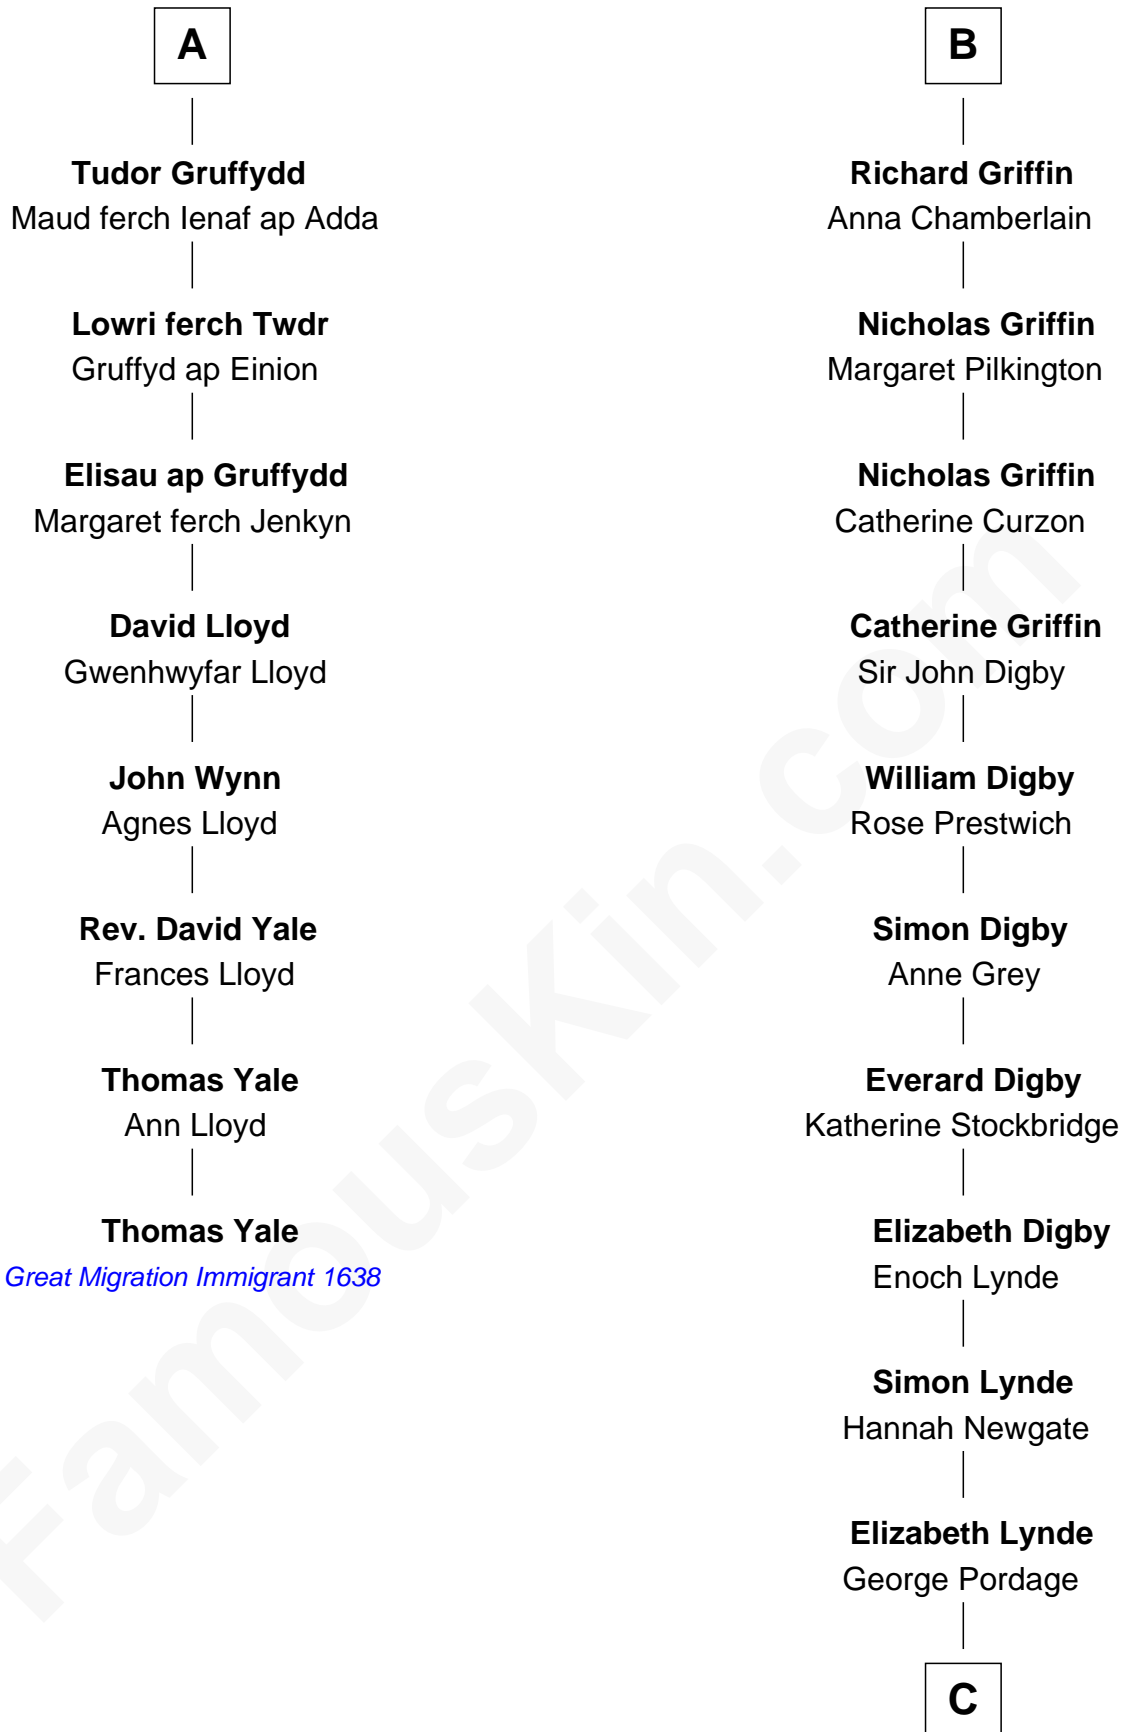 A
Tudor Gruffydd
Maud ferch Ienaf ap Adda
Lowri ferch Twdr
Gruffyd ap Einion
Elisau ap Gruffydd
Margaret ferch Jenkyn
David Lloyd
Gwenhwyfar Lloyd
John Wynn
Agnes Lloyd
Rev. David Yale
Frances Lloyd
Thomas Yale
Ann Lloyd
Thomas Yale
Great Migration Immigrant 1638
B
Richard Griffin
Anna Chamberlain
Nicholas Griffin
Margaret Pilkington
Nicholas Griffin
Catherine Curzon
Catherine Griffin
Sir John Digby
William Digby
Rose Prestwich
Simon Digby
Anne Grey
Everard Digby
Katherine Stockbridge
Elizabeth Digby
Enoch Lynde
Simon Lynde
Hannah Newgate
Elizabeth Lynde
George Pordage
C
FamousKin.com